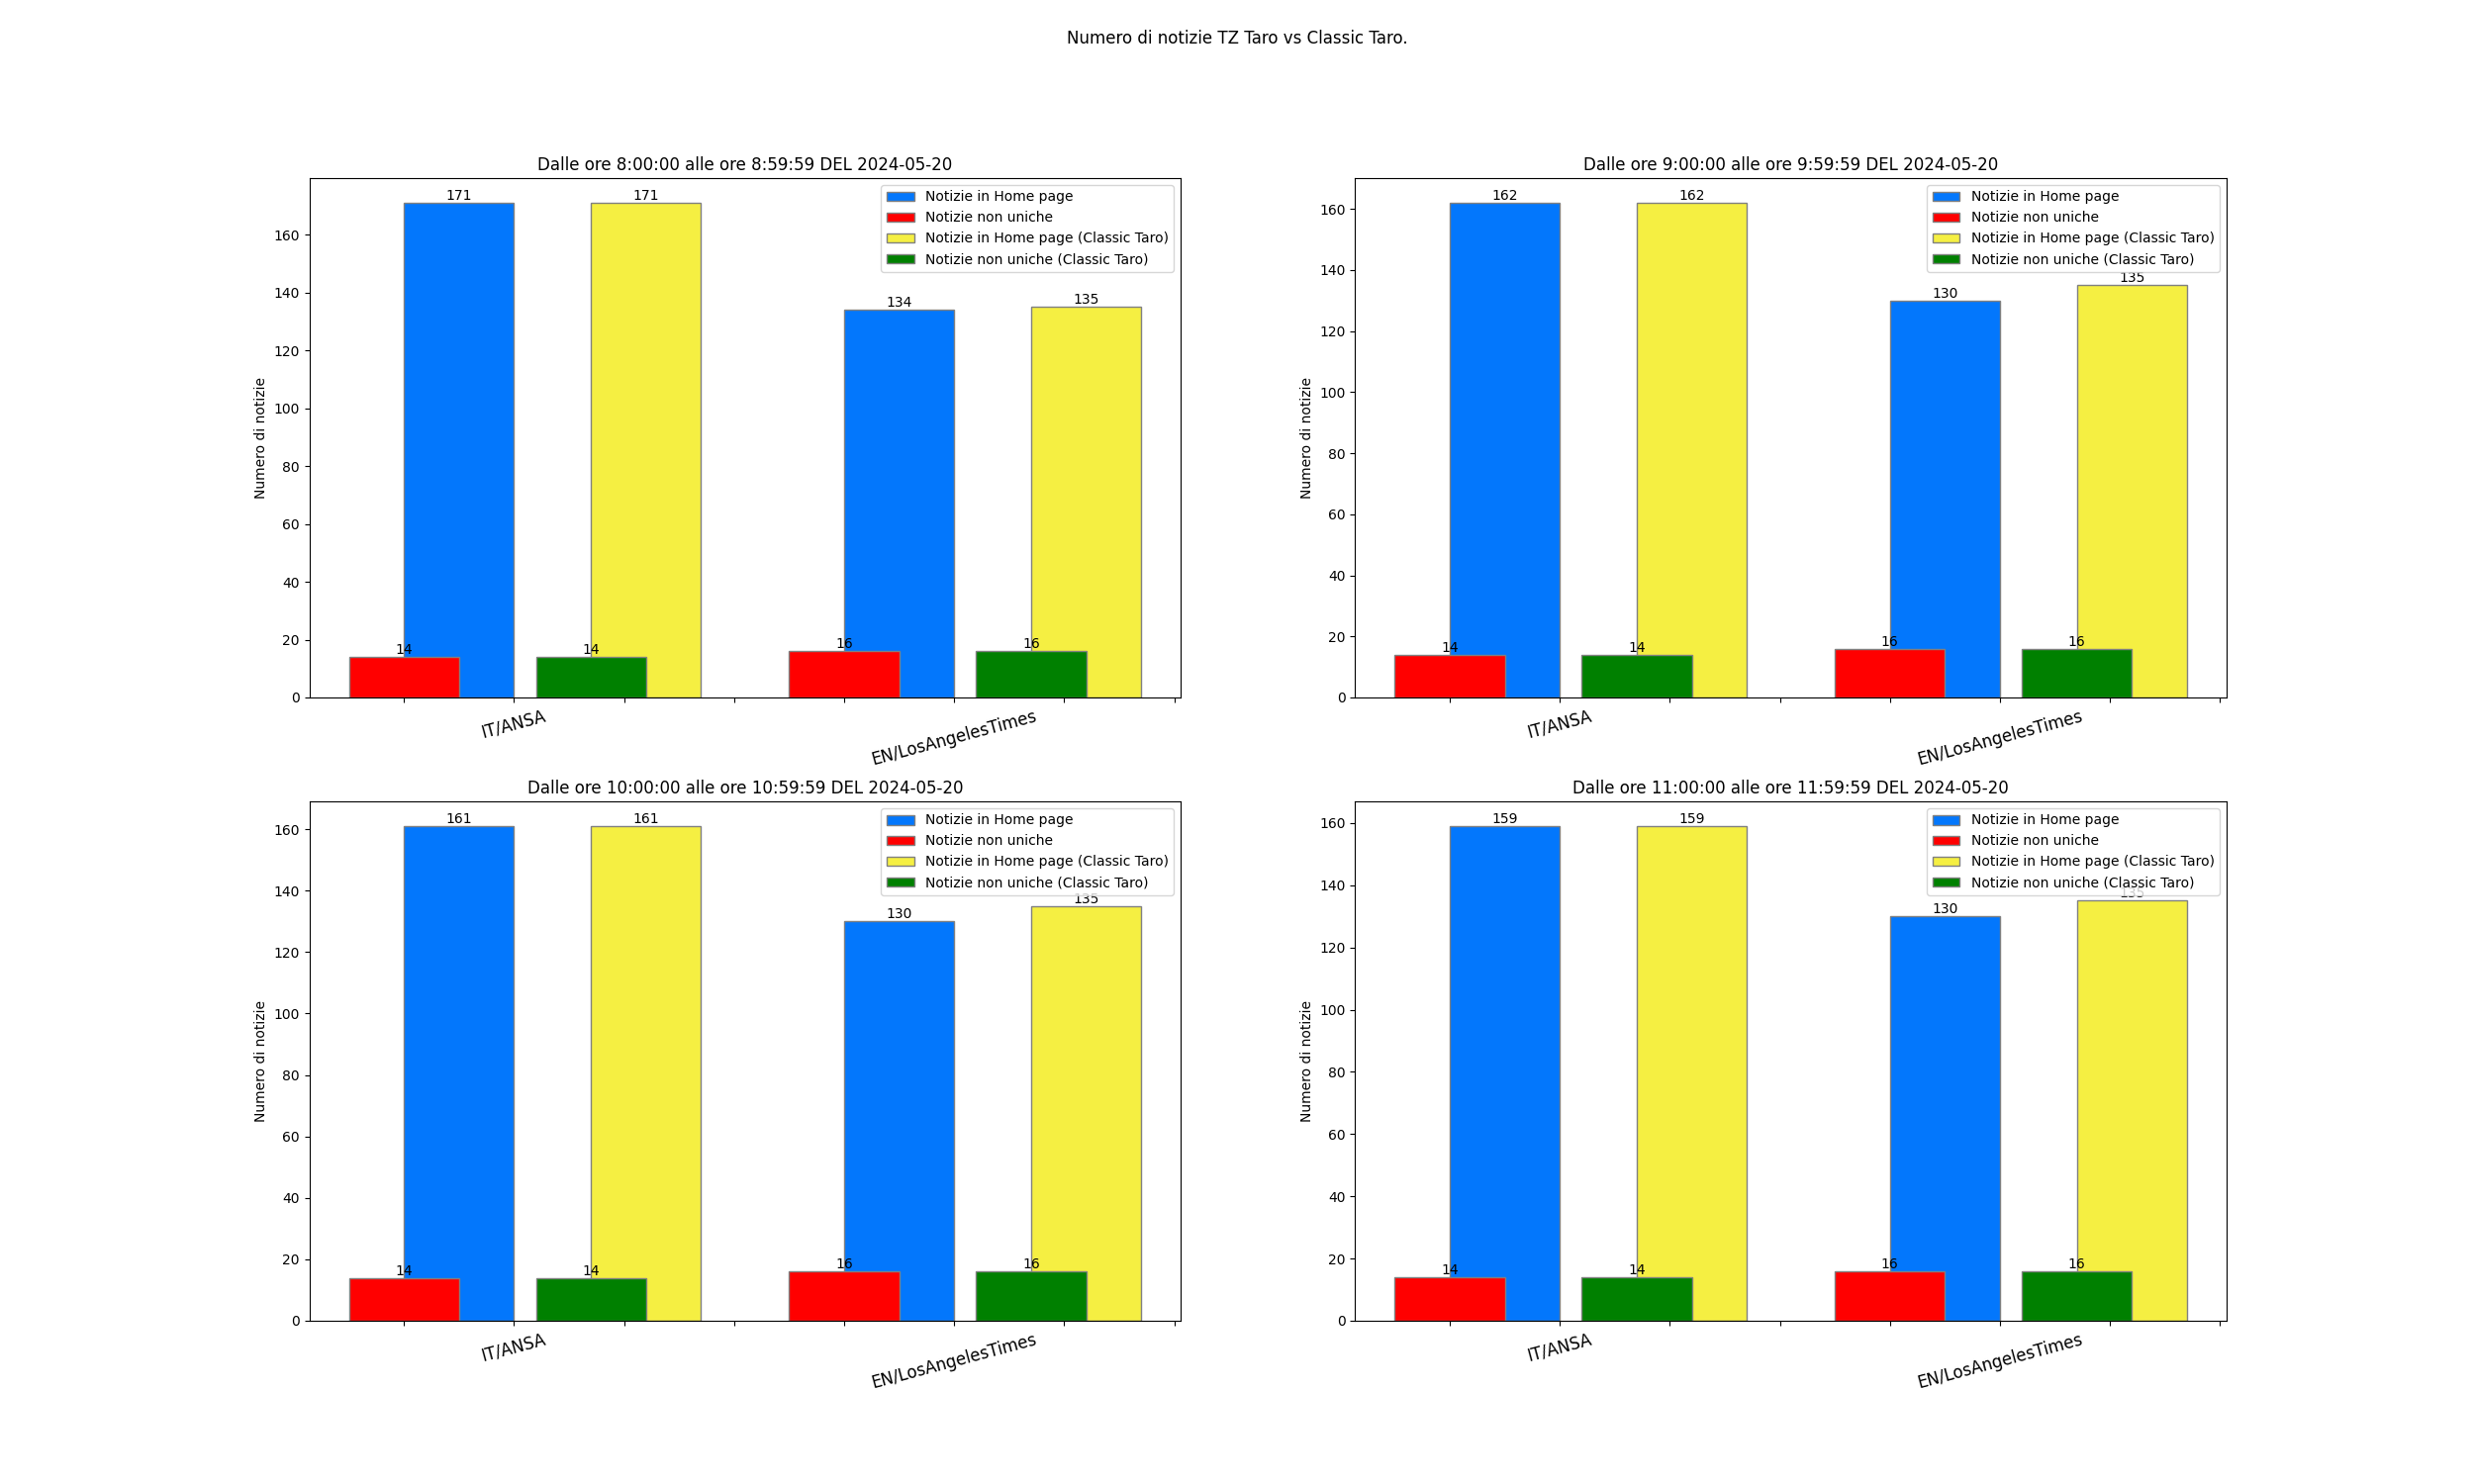 Numero di notizie TZ Taro vs Classic Taro.
Dalle ore 8:00:00 alle ore 8:59:59 DEL 2024-05-20
Numero di notizie
160
140
120
100
80
60
40
20
0
171
171
134
135
14
14
16
16
Notizie in Home page
Notizie non uniche
Notizie in Home page (Classic Taro)
Notizie non uniche (Classic Taro)
IT/ANSA
EN/LosAngelesTimes
Dalle ore 9:00:00 alle ore 9:59:59 DEL 2024-05-20
Numero di notizie
160
140
120
100
80
60
40
20
0
162
162
130
135
14
14
16
16
Notizie in Home page
Notizie non uniche
Notizie in Home page (Classic Taro)
Notizie non uniche (Classic Taro)
IT/ANSA
EN/LosAngelesTimes
Dalle ore 10:00:00 alle ore 10:59:59 DEL 2024-05-20
Numero di notizie
160
140
120
100
80
60
40
20
0
161
161
130
135
14
14
16
16
Notizie in Home page
Notizie non uniche
Notizie in Home page (Classic Taro)
Notizie non uniche (Classic Taro)
IT/ANSA
EN/LosAngelesTimes
Dalle ore 11:00:00 alle ore 11:59:59 DEL 2024-05-20
Numero di notizie
160
140
120
100
80
60
40
20
0
159
159
130
135
14
14
16
16
Notizie in Home page
Notizie non uniche
Notizie in Home page (Classic Taro)
Notizie non uniche (Classic Taro)
IT/ANSA
EN/LosAngelesTimes